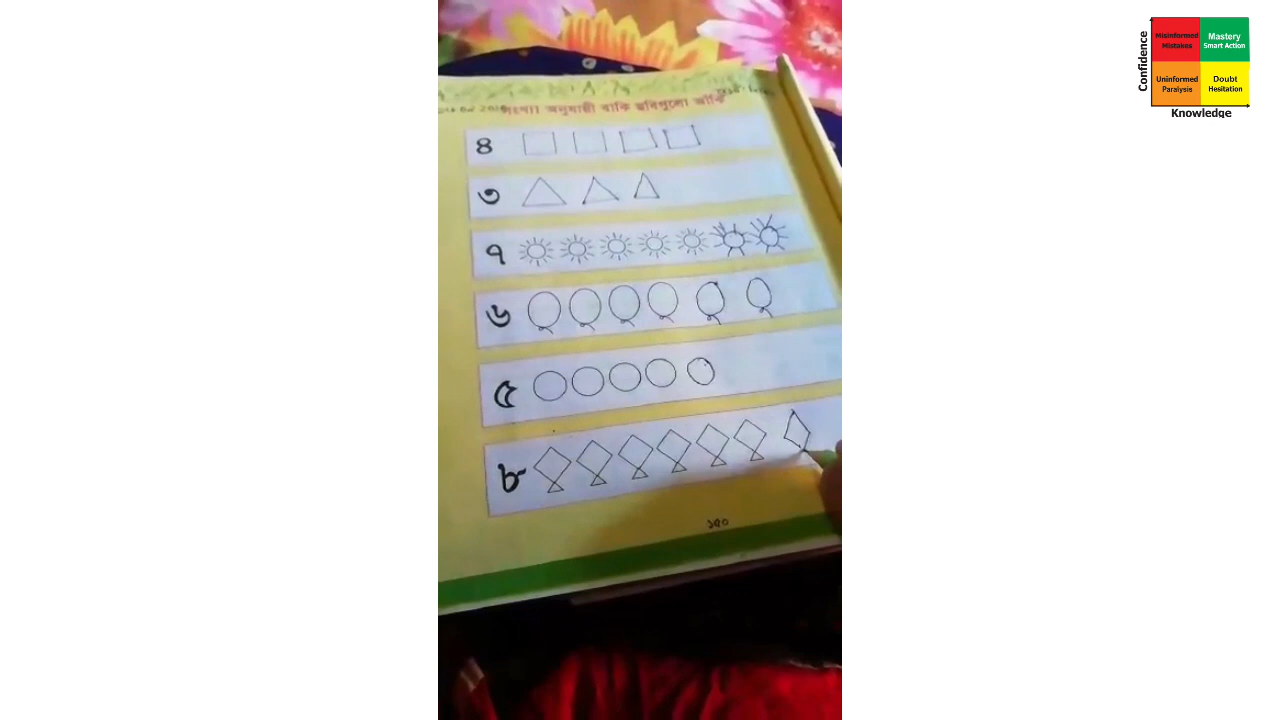 সংখ্যা অনুযায়ী বাকি ছবিগুলো আঁকি
৪
৩
৭
৬
৫
৮
১৫০
Confidence
Misinformed
Mistakes
Mastery
Smart Action
Uninformed
Paralysis
Doubt
Hesitation
Knowledge